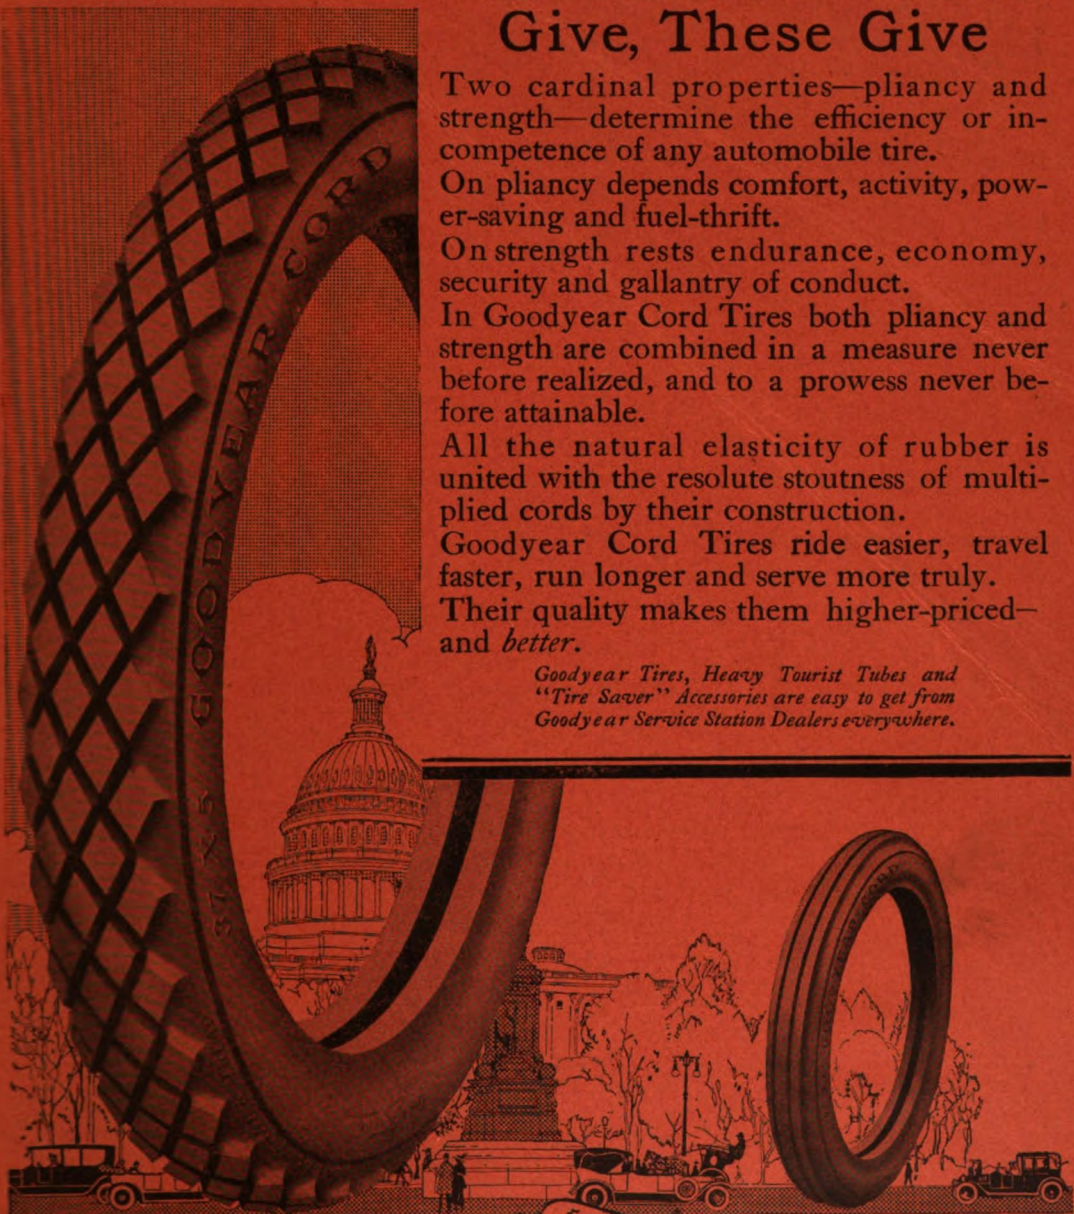 Give, These Give
Two cardinal properties—pliancy and
strength—determine the efficiency or in-
competence of any automobile tire.
On pliancy depends comfort, activity, pow-
er-saving and fuel-thrift.
On strength rests endurance, economy,
security and gallantry of conduct.
In Goodyear Cord Tires both pliancy and
strength are combined in a measure never
before realized, and to a prowess never be-
fore attainable.
All the natural elasticity of rubber is
united with the resolute stoutness of multi-
plied cords by their construction.
Goodyear Cord Tires ride easier, travel
faster, run longer and serve more truly.
Their quality makes them higher-priced—
and better.
Goodyear Tires, Heavy Tourist Tubes and
“Tire Saver” Accessories are easy to get from
Goodyear Service Station Dealers everywhere.
37 X 5 GOODYEAR CORD
CORD